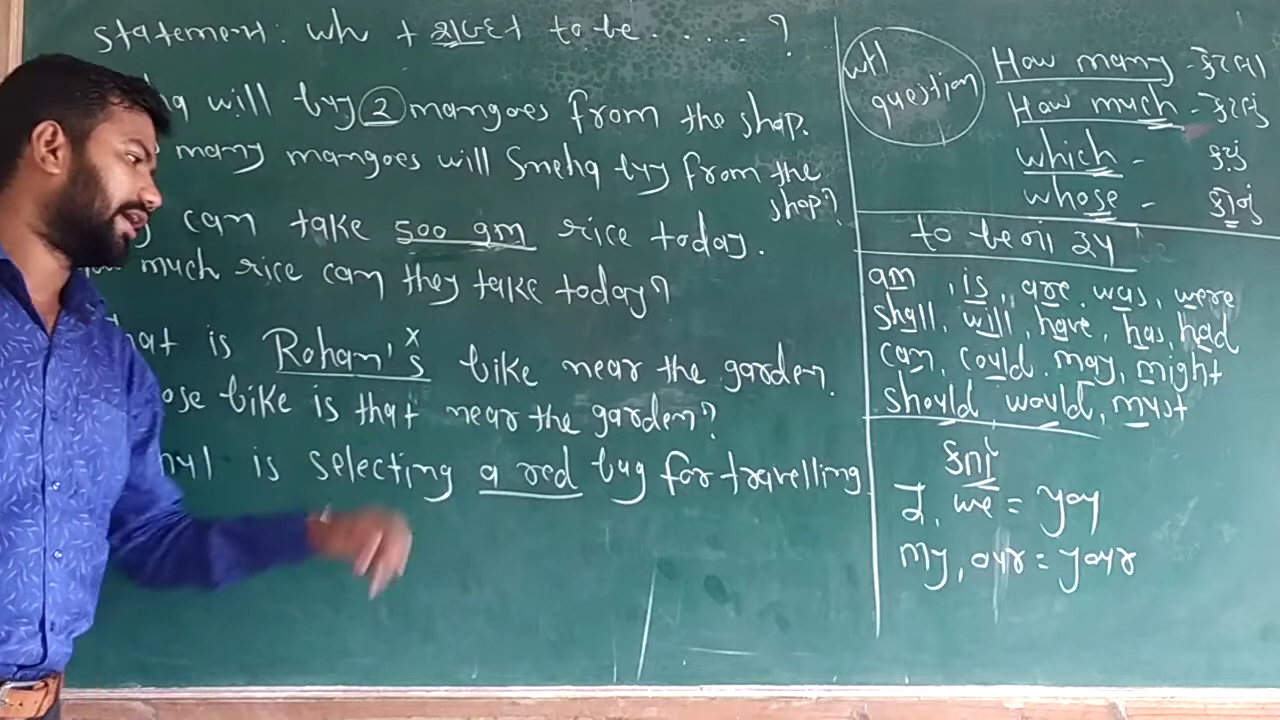 statement: wh + શબ્દ to be ...... ?
will buy 2 mangoes from the shop.
many mangoes will Smeha buy from the
shop?
can take 500 gm rice today.
much rice can they take today?
is Rohan's bike near the garden.
bike is that near the garden?
is selecting a red bag for travelling
WH
question
How many - કેટલા
How much - કેટલું
which - કયું
whose - કોનું
to be ના રૂપ
am, is, are, was, were
shall, will, have, has, had
can, could, may, might
should, would, must
કર્તા
I, we = you
my, our = your